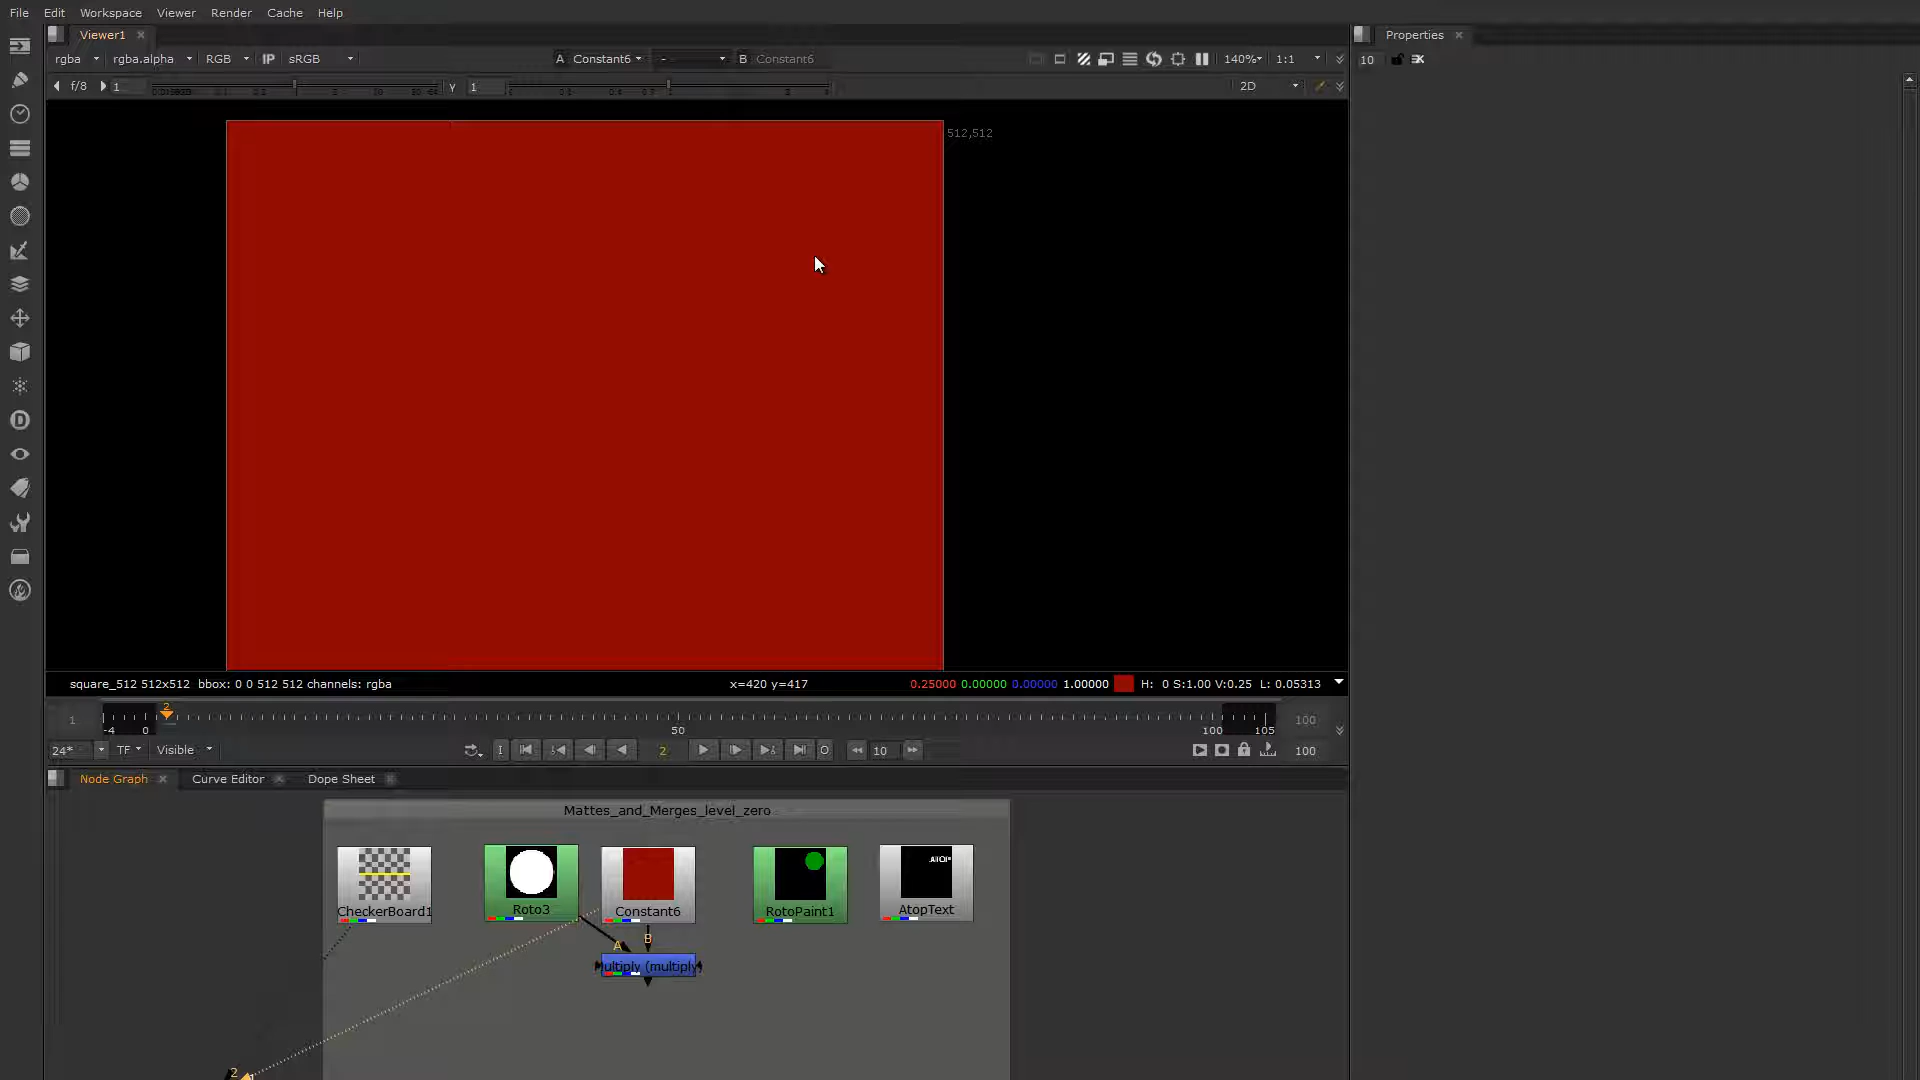 File Edit Workspace Viewer Render Cache Help
Viewer1
Properties
rgba rgba.alpha RGB IP sRGB A Constant6 - B Constant6 140% 1:1
10
f/8 1 y 1 2D
512,512
square_512 512x512 bbox: 0 0 512 512 channels: rgba x=420 y=417 0.25000 0.00000 0.00000 1.00000 H: 0 S:1.00 V:0.25 L: 0.05313
2
1 100
-4 0 50 100 105
24* TF Visible I 2 O 10 100
Node Graph Curve Editor Dope Sheet
Mattes_and_Merges_level_zero
CheckerBoard1 Roto3 Constant6 RotoPaint1 AtopText
A B
ultiply (multiply
2